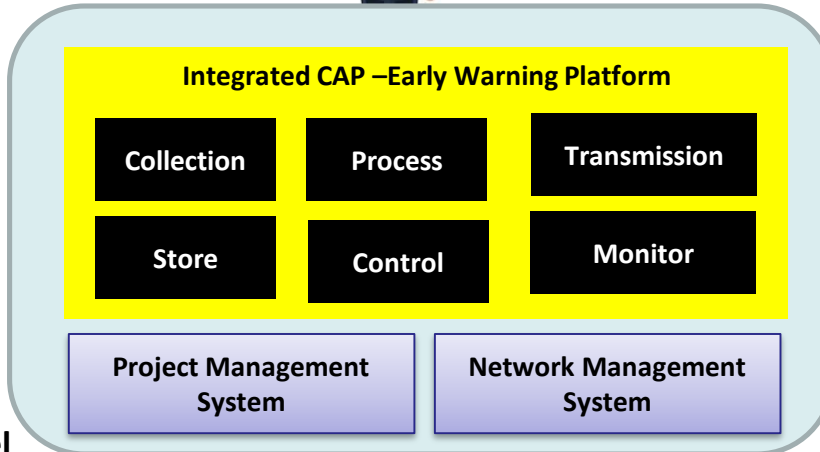 Integrated CAP –Early Warning Platform
Collection
Process
Transmission
Store
Control
Monitor
Project Management
System
Network Management
System